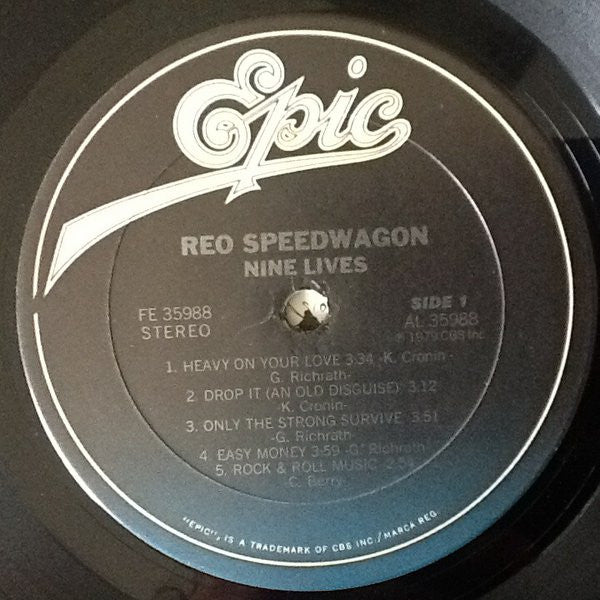 Epic
REO SPEEDWAGON
NINE LIVES
FE 35988
STEREO
SIDE 1
AL 35988
℗ 1979 CBS Inc.
1. HEAVY ON YOUR LOVE 3:34 -K. Cronin-
G. Richrath-
2. DROP IT (AN OLD DISGUISE) 3:12
K. Cronin-
3. ONLY THE STRONG SURVIVE 3:51
-G. Richrath-
4. EASY MONEY 3:59 -G. Richrath-
5. ROCK & ROLL MUSIC
C. Berry-
"EPIC", IS A TRADEMARK OF CBS INC./MARCA REG.